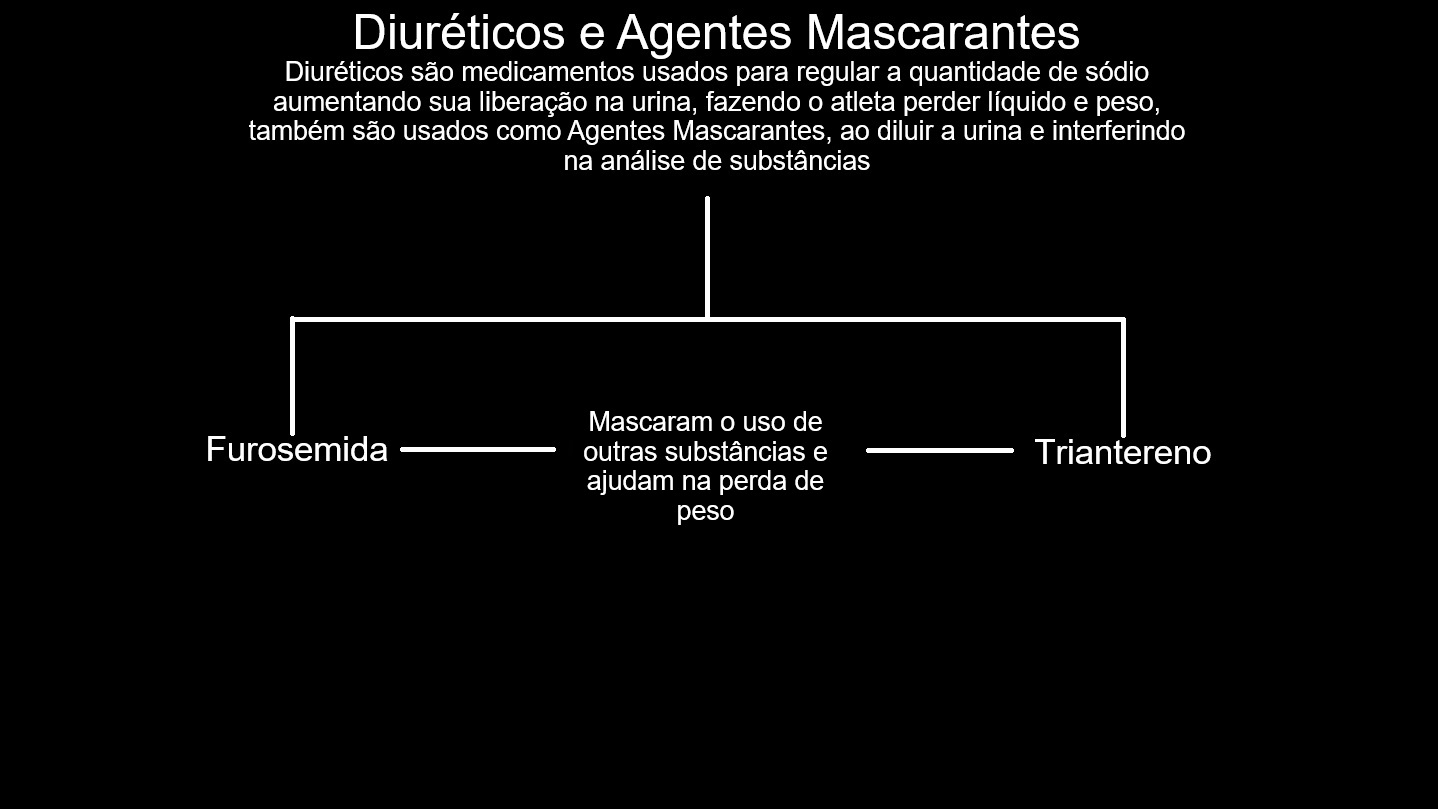 Diuréticos e Agentes Mascarantes
Diuréticos são medicamentos usados para regular a quantidade de sódio
aumentando sua liberação na urina, fazendo o atleta perder líquido e peso,
também são usados como Agentes Mascarantes, ao diluir a urina e interferindo
na análise de substâncias
Furosemida
Mascaram o uso de
outras substâncias e
ajudam na perda de
peso
Triantereno